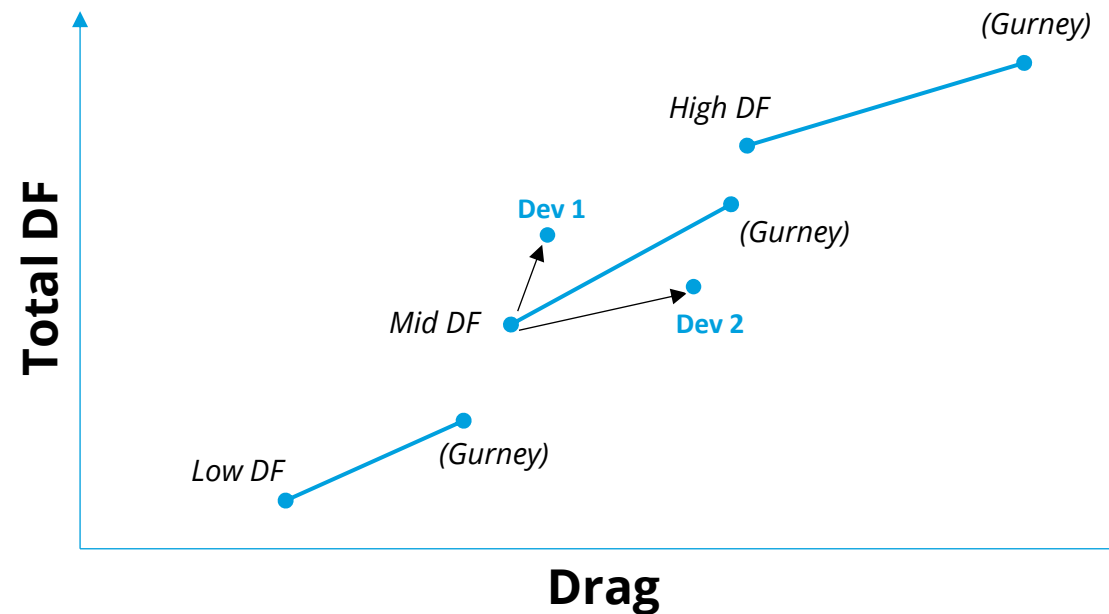 (Gurney)
High DF
Dev 1
(Gurney)
Mid DF
Dev 2
(Gurney)
Low DF
Total DF
Drag